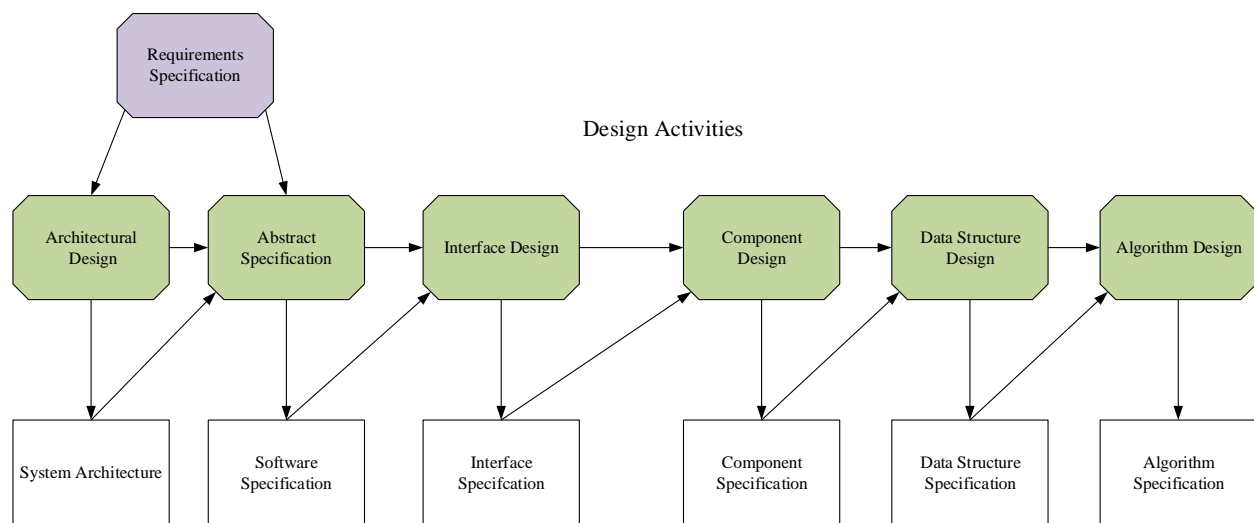 Requirements
Specification
Design Activities
Architectural
Design
Abstract
Specification
Interface Design
Component
Design
Data Structure
Design
Algorithm Design
System Architecture
Software
Specification
Interface
Specifcation
Component
Specification
Data Structure
Specification
Algorithm
Specification